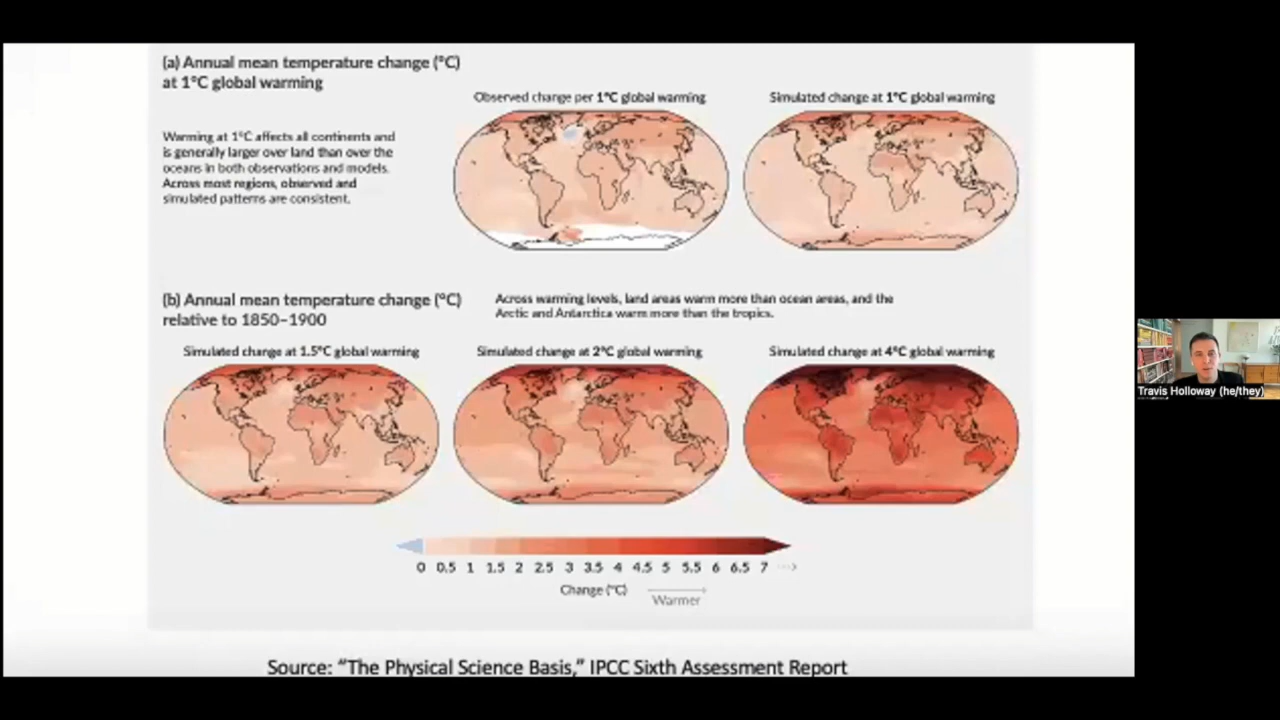 (a) Annual mean temperature change (°C)
at 1°C global warming
Observed change per 1°C global warming
Simulated change at 1°C global warming
Warming at 1°C affects all continents and
is generally larger over land than over the
oceans in both observations and models.
Across most regions, observed and
simulated patterns are consistent.
(b) Annual mean temperature change (°C)
relative to 1850–1900
Across warming levels, land areas warm more than ocean areas, and the
Arctic and Antarctica warm more than the tropics.
Simulated change at 1.5°C global warming
Simulated change at 2°C global warming
Simulated change at 4°C global warming
0 0.5 1 1.5 2 2.5 3 3.5 4 4.5 5 5.5 6 6.5 7
Change (°C)
Warmer
Source: “The Physical Science Basis,” IPCC Sixth Assessment Report
Travis Holloway (he/they)